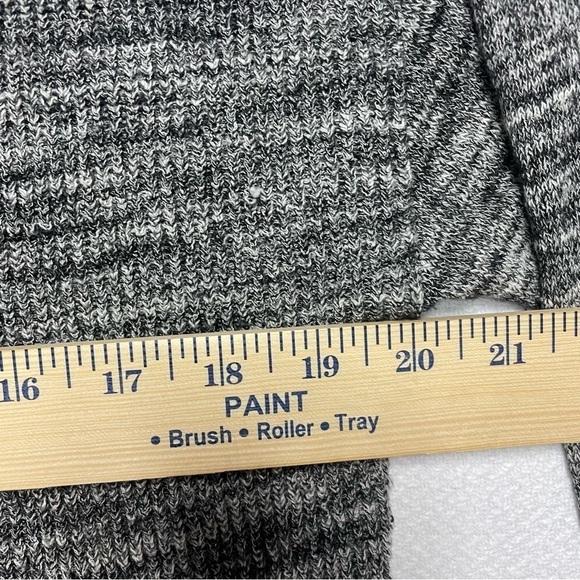 16 17 18 19 20 21
PAINT
• Brush • Roller • Tray